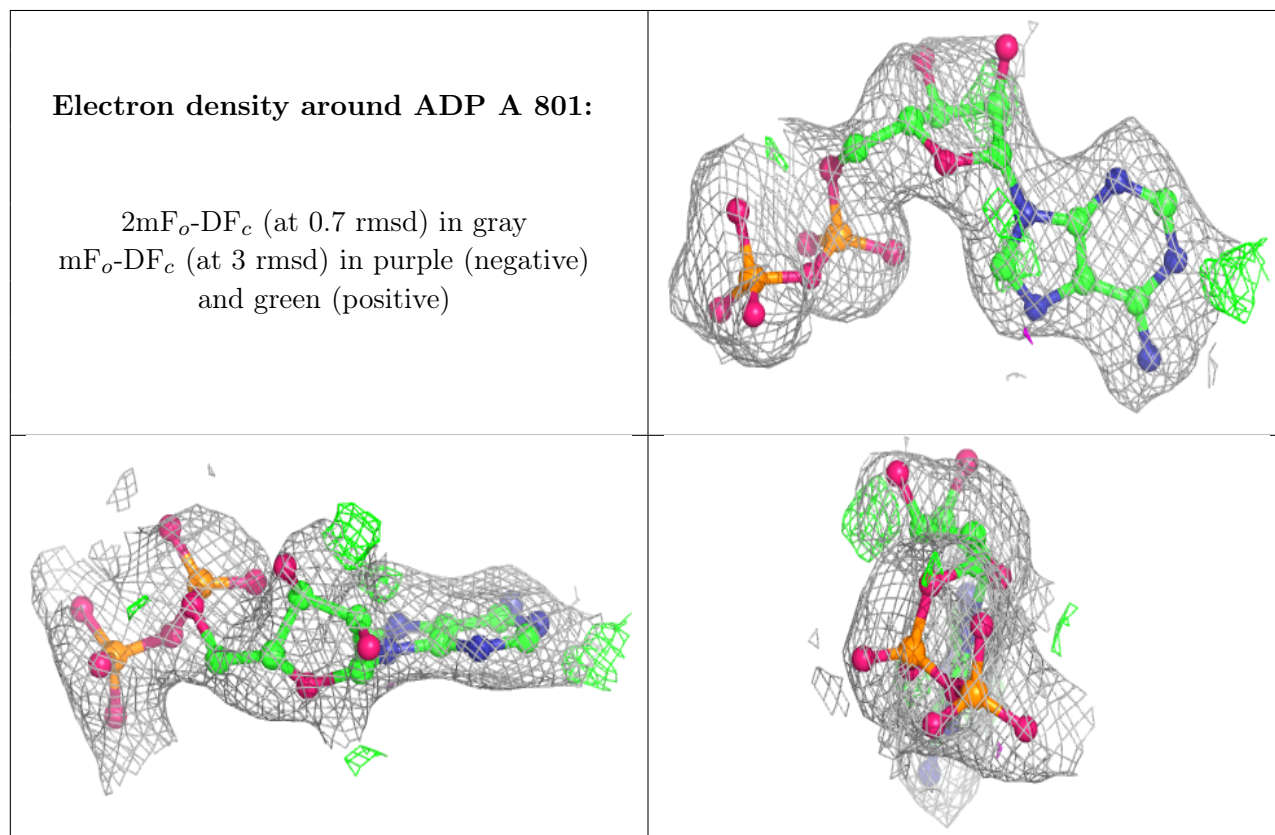 Electron density around ADP A 801:
2mFo-DFc (at 0.7 rmsd) in gray
mFo-DFc (at 3 rmsd) in purple (negative)
and green (positive)